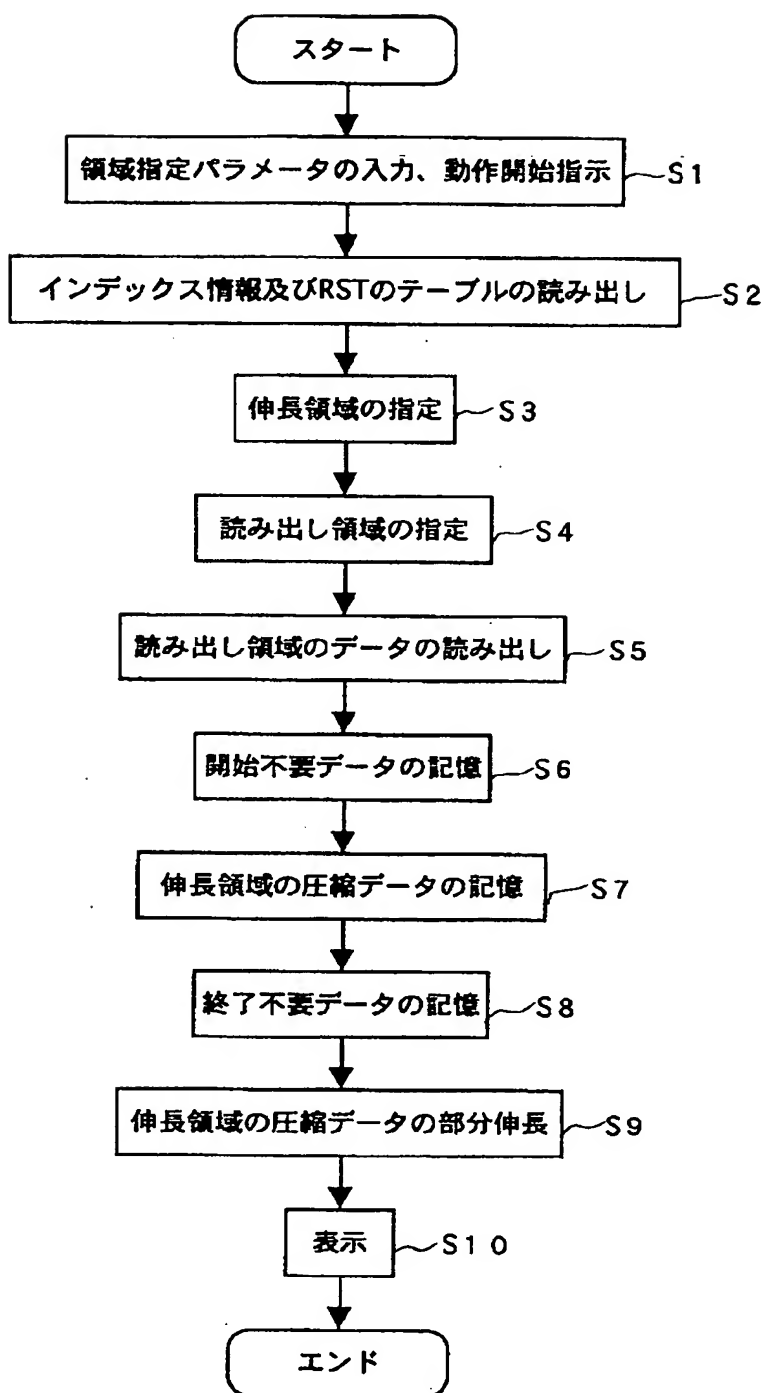 スタート
領域指定パラメータの入力、動作開始指示 S1
インデックス情報及びRSTのテーブルの読み出し S2
伸長領域の指定 S3
読み出し領域の指定 S4
読み出し領域のデータの読み出し S5
開始不要データの記憶 S6
伸長領域の圧縮データの記憶 S7
終了不要データの記憶 S8
伸長領域の圧縮データの部分伸長 S9
表示 S10
エンド